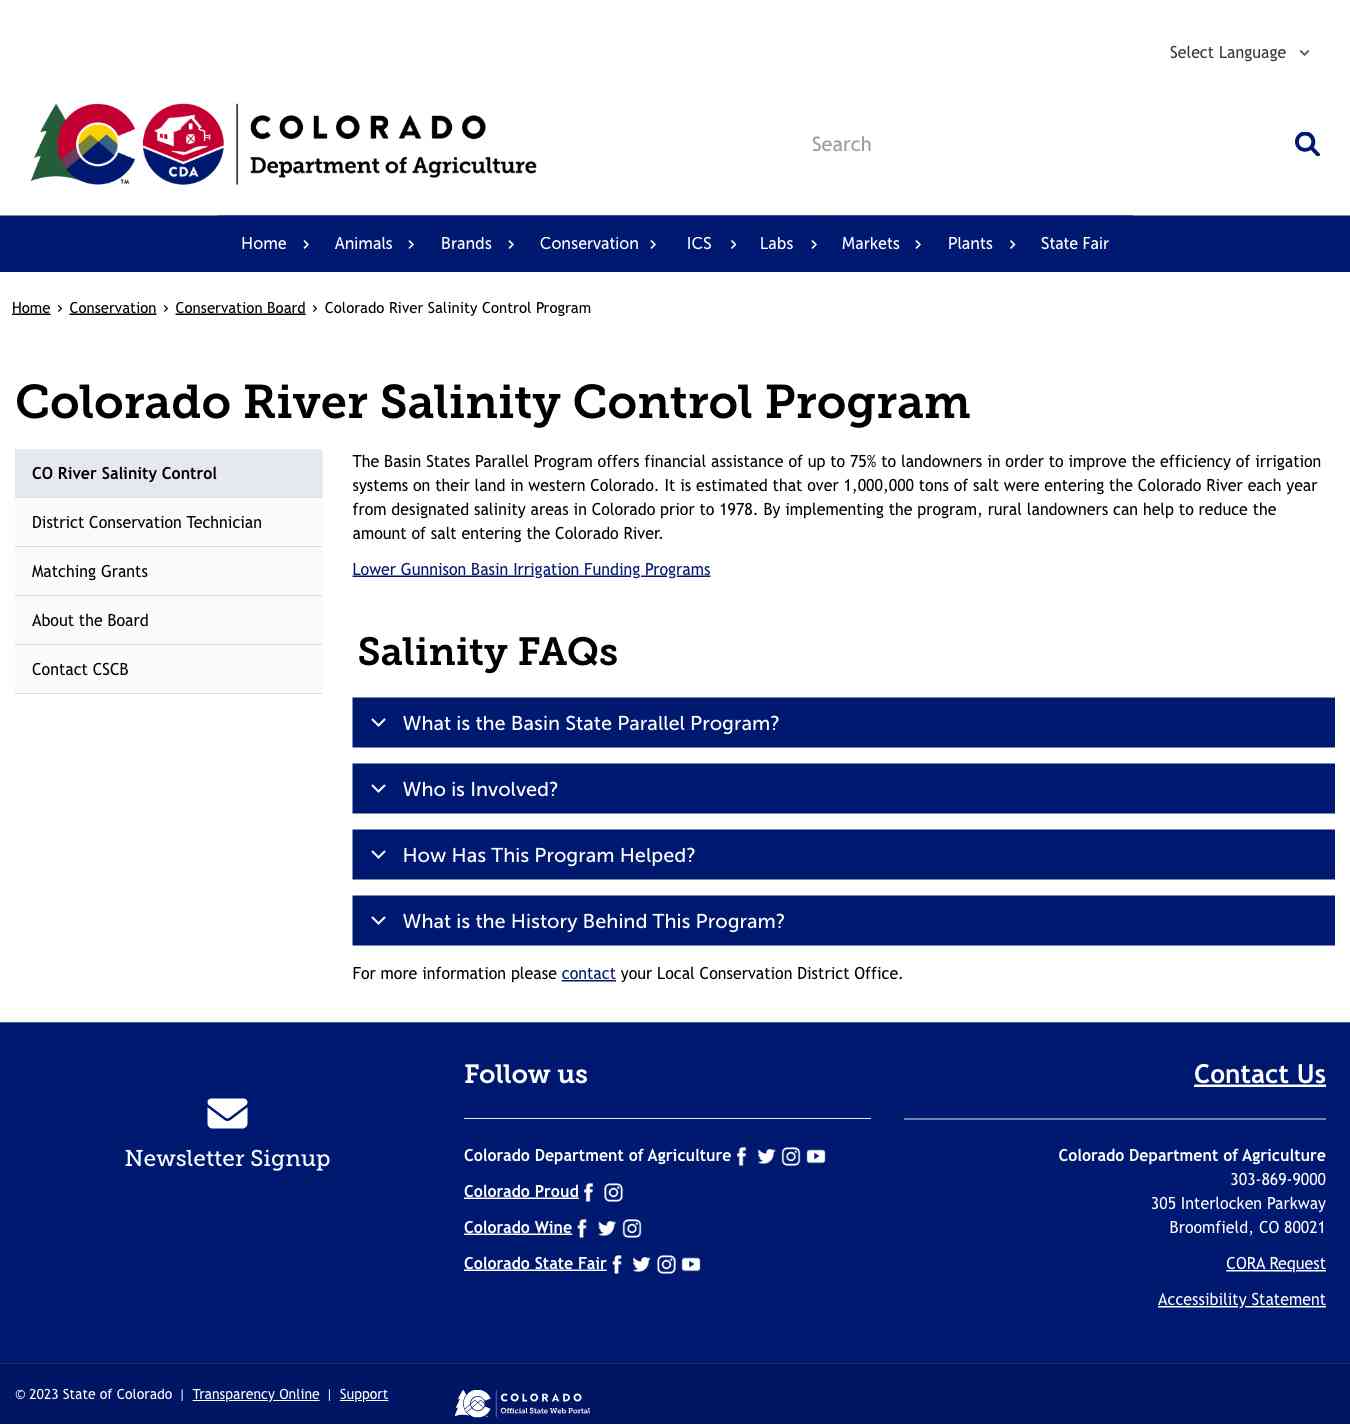 Select Language
COLORADO
Department of Agriculture
CDA
TM
Search
Home Animals Brands Conservation ICS Labs Markets Plants State Fair
Home › Conservation › Conservation Board › Colorado River Salinity Control Program
Colorado River Salinity Control Program
CO River Salinity Control
District Conservation Technician
Matching Grants
About the Board
Contact CSCB
The Basin States Parallel Program offers financial assistance of up to 75% to landowners in order to improve the efficiency of irrigation
systems on their land in western Colorado. It is estimated that over 1,000,000 tons of salt were entering the Colorado River each year
from designated salinity areas in Colorado prior to 1978. By implementing the program, rural landowners can help to reduce the
amount of salt entering the Colorado River.
Lower Gunnison Basin Irrigation Funding Programs
Salinity FAQs
What is the Basin State Parallel Program?
Who is Involved?
How Has This Program Helped?
What is the History Behind This Program?
For more information please contact your Local Conservation District Office.
Newsletter Signup
Follow us
Colorado Department of Agriculture
Colorado Proud
Colorado Wine
Colorado State Fair
Contact Us
Colorado Department of Agriculture
303-869-9000
305 Interlocken Parkway
Broomfield, CO 80021
CORA Request
Accessibility Statement
© 2023 State of Colorado | Transparency Online | Support
COLORADO
Official State Web Portal